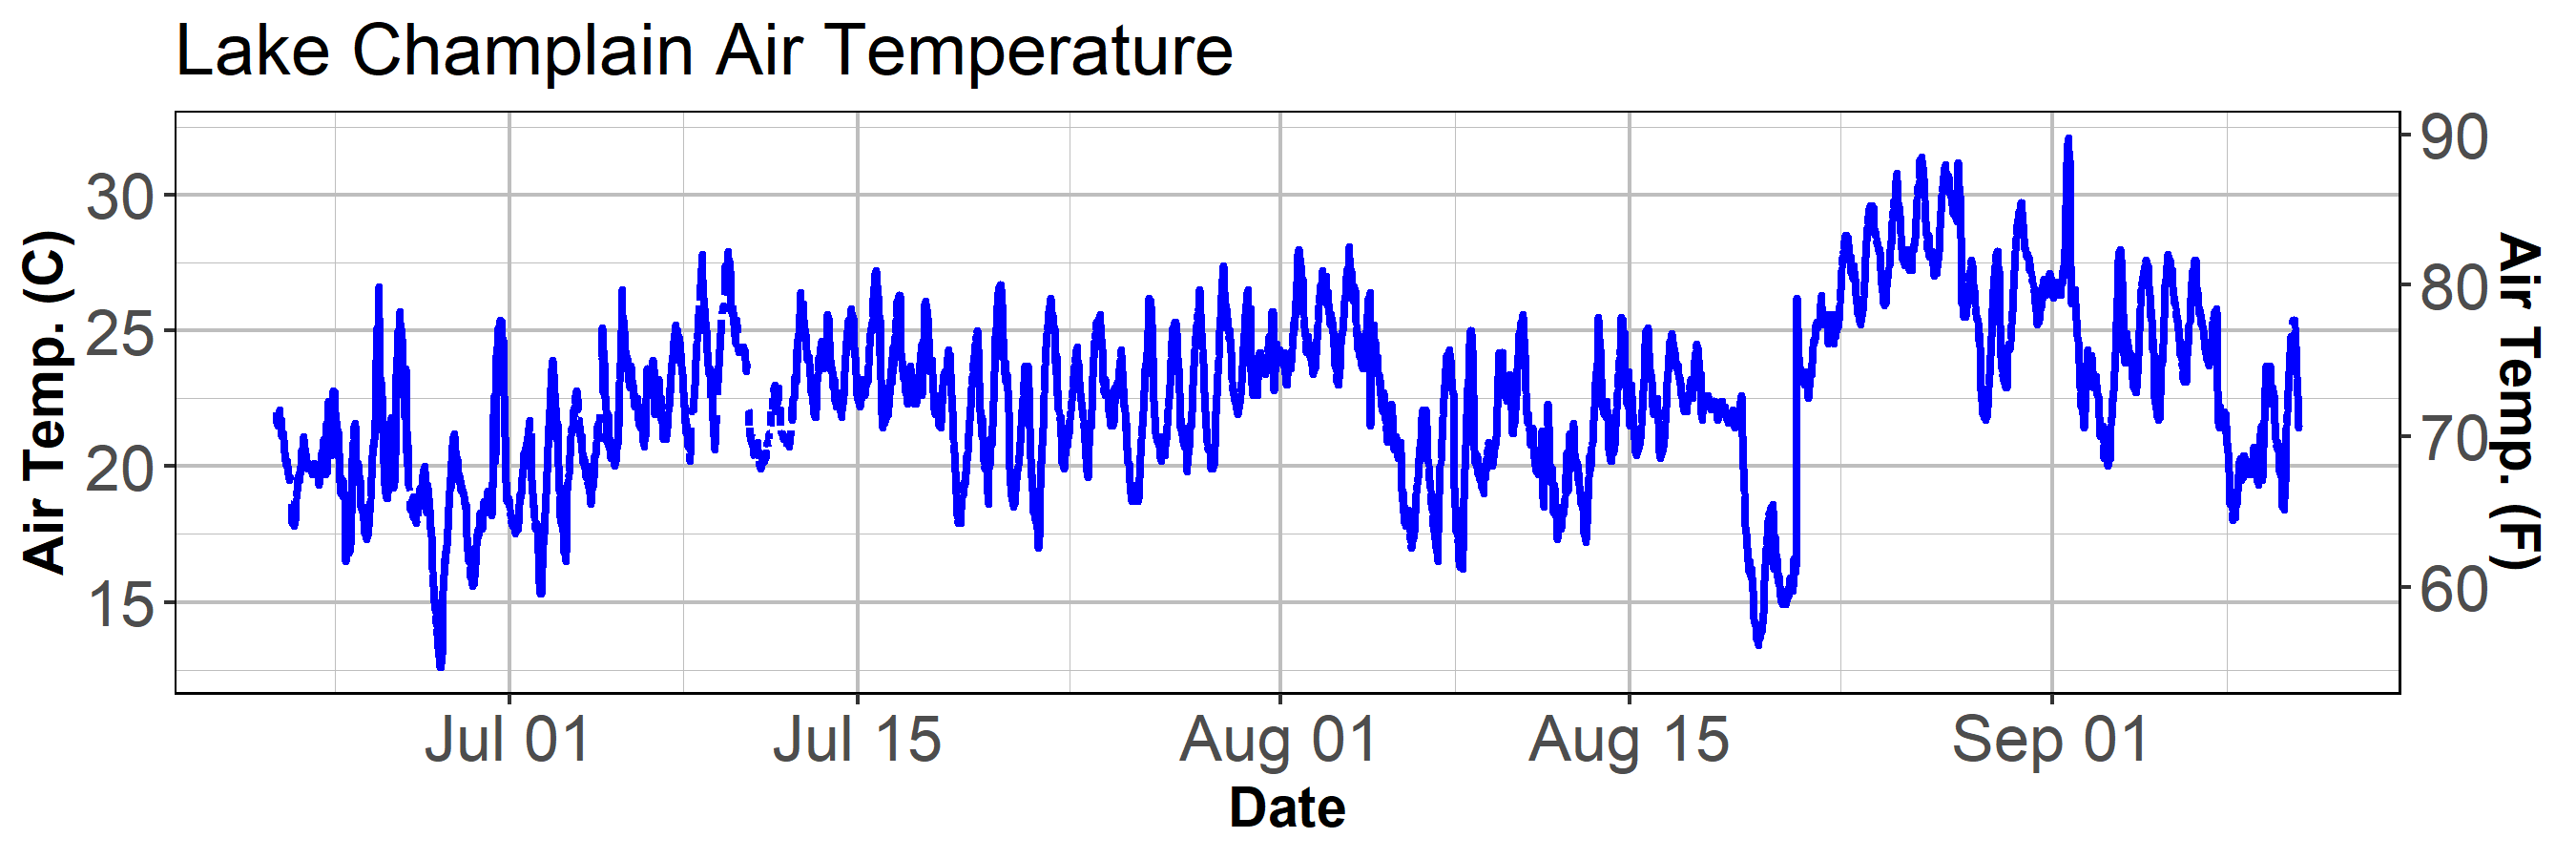 Lake Champlain Air Temperature
Air Temp. (C)
30
25
20
15
90
80
70
60
Air Temp. (F)
Jul 01
Jul 15
Aug 01
Aug 15
Sep 01
Date